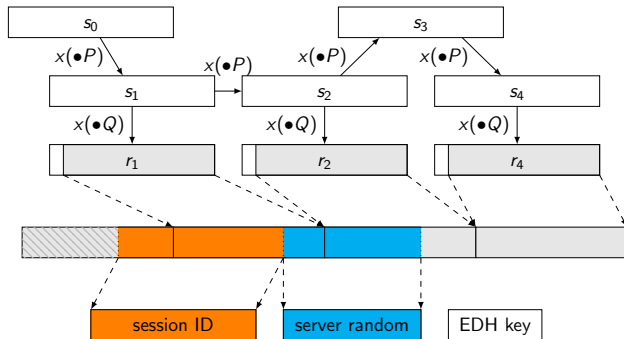 s0
s3
x(●P)
x(●P)
x(●P)
x(●P)
s1
s2
s4
x(●Q)
x(●Q)
x(●Q)
r1
r2
r4
session ID
server random
EDH key